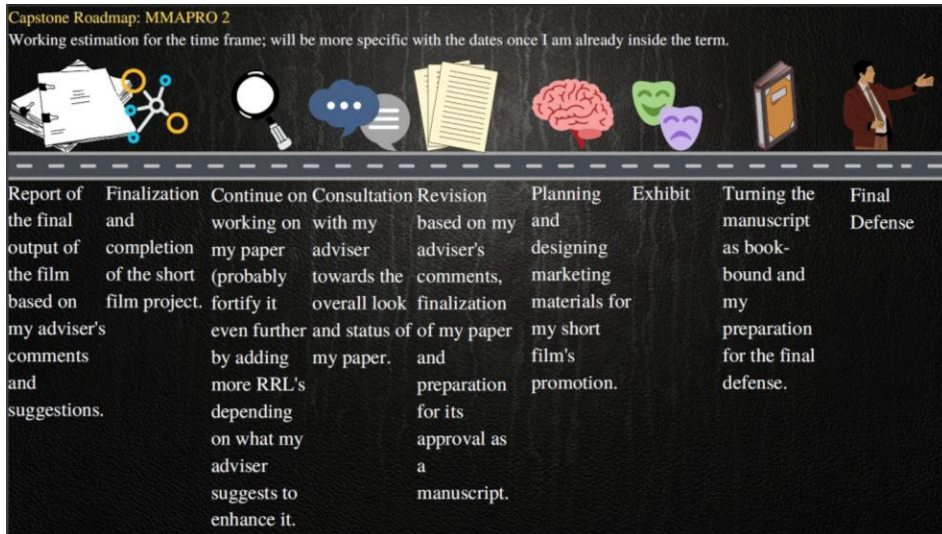 Capstone Roadmap: MMAPRO 2
Working estimation for the time frame; will be more specific with the dates once I am already inside the term.
Report of
the final
output of
the film
based on
my adviser's
comments
and
suggestions.
Finalization
and
completion
of the short
film project.
Continue on
working on
my paper
(probably
fortify it
even further
by adding
more RRL's
depending
on what my
adviser
suggests to
enhance it.
Consultation
with my
adviser
towards the
overall look
and status of
my paper.
Revision
based on my
adviser's
comments,
finalization
of my paper
and
preparation
for its
approval as
a
manuscript.
Planning
and
designing
marketing
materials for
my short
film's
promotion.
Exhibit
Turning the
manuscript
as book-
bound and
my
preparation
for the final
defense.
Final
Defense